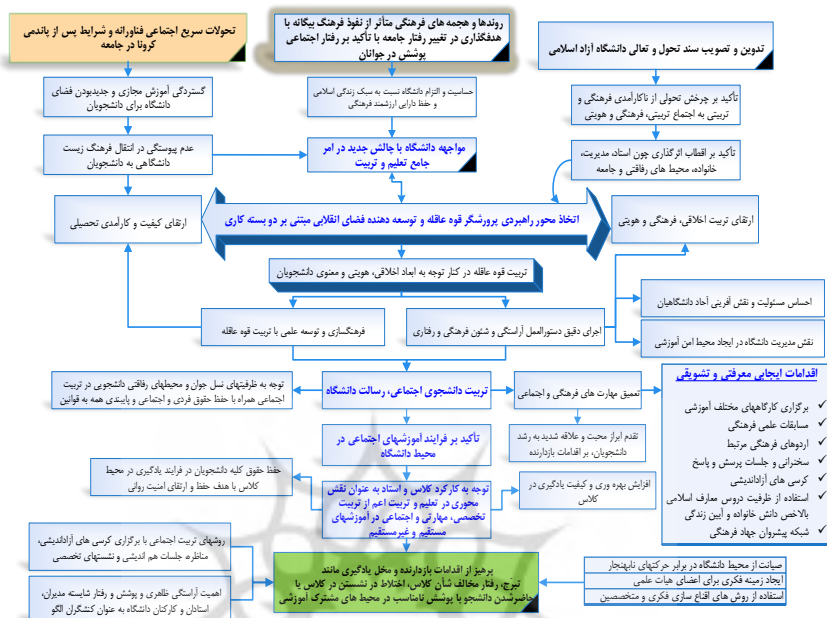 تحولات سریع اجتماعی فناورانه و شرایط پس از پاندمی
کرونا در جامعه
روندها و هجمه های فرهنگی متأثر از نفوذ فرهنگ بیگانه با
هدفگذاری در تغییر رفتار جامعه با تأکید بر رفتار اجتماعی
پوشش در جوانان
تدوین و تصویب سند تحول و تعالی دانشگاه آزاد اسلامی
گستردگی آموزش مجازی و جدیدبودن فضای
دانشگاه برای دانشجویان
حساسیت و التزام دانشگاه نسبت به سبک زندگی اسلامی
و حفظ دارایی ارزشمند فرهنگی
تأکید بر چرخش تحولی از ناکارآمدی فرهنگی و
تربیتی به اجتماع تربیتی، فرهنگی و هویتی
عدم پیوستگی در انتقال فرهنگ زیست
دانشگاهی به دانشجویان
مواجهه دانشگاه با چالش جدید در امر
جامع تعلیم و تربیت
تأکید بر اقطاب اثرگذاری چون استاد، مدیریت،
خانواده، محیط های رفاقتی و جامعه
ارتقای کیفیت و کارآمدی تحصیلی
اتخاذ محور راهبردی پرورشگر قوه عاقله و توسعه دهنده فضای انقلابی مبتنی بر دو بسته کاری
ارتقای تربیت اخلاقی، فرهنگی و هویتی
تربیت قوه عاقله در کنار توجه به ابعاد اخلاقی، هویتی و معنوی دانشجویان
احساس مسئولیت و نقش آفرینی آحاد دانشگاهیان
فرهنگسازی و توسعه علمی با تربیت قوه عاقله
اجرای دقیق دستورالعمل آراستگی و شئون فرهنگی و رفتاری
نقش مدیریت دانشگاه در ایجاد محیط امن آموزشی
توجه به ظرفیتهای نسل جوان و محیطهای رفاقتی دانشجویی در تربیت
اجتماعی همراه با حفظ حقوق فردی و اجتماعی و پایبندی همه به قوانین
تربیت دانشجوی اجتماعی، رسالت دانشگاه
تعمیق مهارت های فرهنگی و اجتماعی
اقدامات ایجابی معرفتی و تشویقی
✓ برگزاری کارگاههای مختلف آموزشی
✓ مسابقات علمی فرهنگی
✓ اردوهای فرهنگی مرتبط
✓ سخنرانی و جلسات پرسش و پاسخ
✓ کرسی های آزاداندیشی
✓ استفاده از ظرفیت دروس معارف اسلامی
بالاخص دانش خانواده و آیین زندگی
✓ شبکه پیشروان جهاد فرهنگی
تأکید بر فرایند آموزشهای اجتماعی در
محیط دانشگاه
تقدم ابراز محبت و علاقه شدید به رشد
دانشجویان، بر اقدامات بازدارنده
حفظ حقوق کلیه دانشجویان در فرایند یادگیری در محیط
کلاس با هدف حفظ و ارتقای امنیت روانی
توجه به کارکرد کلاس و استاد به عنوان نقش
محوری در تعلیم و تربیت اعم از تربیت
تخصصی، مهارتی و اجتماعی در آموزشهای
مستقیم و غیرمستقیم
افزایش بهره وری و کیفیت یادگیری در
کلاس
روشهای تربیت اجتماعی با برگزاری کرسی های آزاداندیشی،
مناظره، جلسات هم اندیشی و نشستهای تخصصی
اهمیت آراستگی ظاهری و پوشش و رفتار شایسته مدیران،
استادان و کارکنان دانشگاه به عنوان کنشگران الگو
پرهیز از اقدامات بازدارنده و مخل یادگیری مانند
تبرج، رفتار مخالف شأن کلاس، اختلاط در نشستن در کلاس یا
حاضرشدن دانشجو با پوشش نامناسب در محیط های مشترک آموزشی
صیانت از محیط دانشگاه در برابر حرکتهای نابهنجار
ایجاد زمینه فکری برای اعضای هیات علمی
استفاده از روش های اقناع سازی فکری و متخصصین